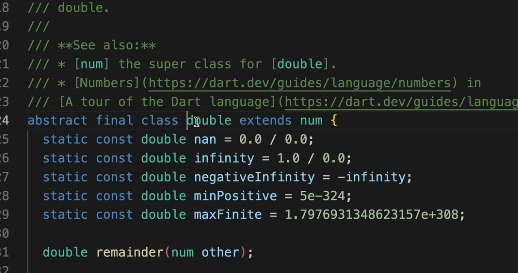 18 /// double.
19 ///
20 /// **See also:**
21 /// * [num] the super class for [double].
22 /// * [Numbers](https://dart.dev/guides/language/numbers) in
23 /// [A tour of the Dart language](https://dart.dev/guides/languag
24 abstract final class double extends num {
25 static const double nan = 0.0 / 0.0;
26 static const double infinity = 1.0 / 0.0;
27 static const double negativeInfinity = -infinity;
28 static const double minPositive = 5e-324;
29 static const double maxFinite = 1.7976931348623157e+308;
30
31 double remainder(num other);
32